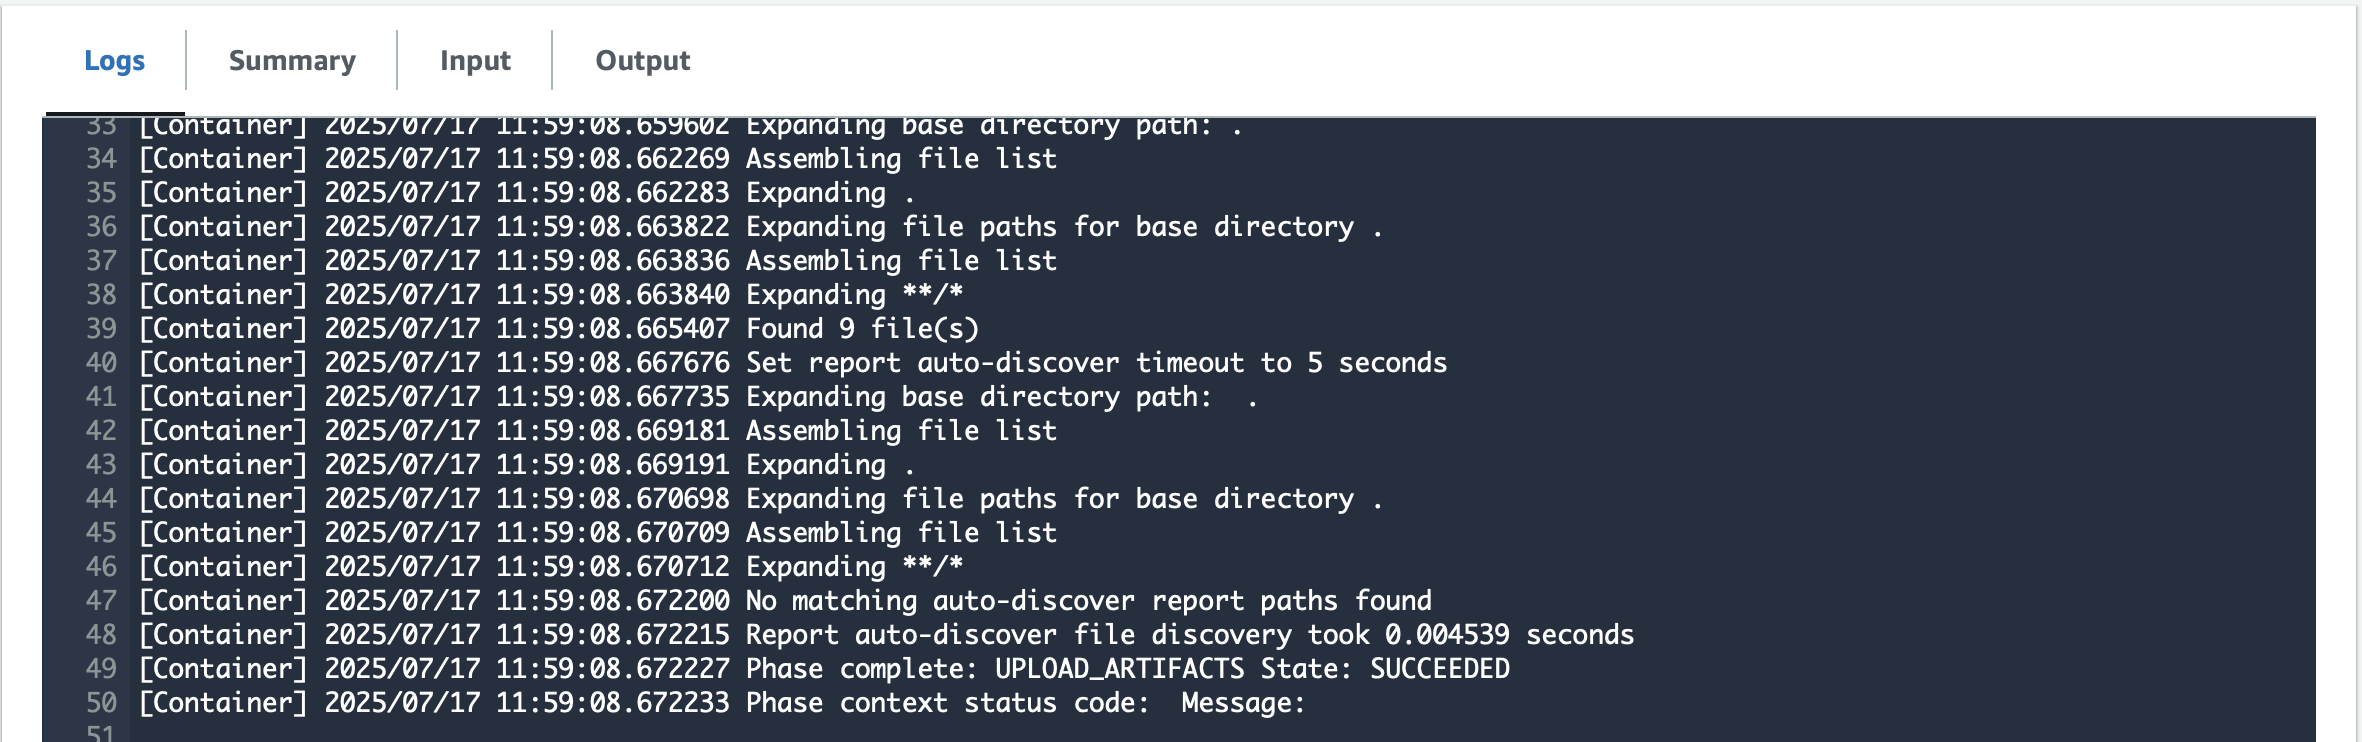 Logs Summary Input Output
33 [Container] 2025/07/17 11:59:08.659602 Expanding base directory path: .
34 [Container] 2025/07/17 11:59:08.662269 Assembling file list
35 [Container] 2025/07/17 11:59:08.662283 Expanding .
36 [Container] 2025/07/17 11:59:08.663822 Expanding file paths for base directory .
37 [Container] 2025/07/17 11:59:08.663836 Assembling file list
38 [Container] 2025/07/17 11:59:08.663840 Expanding **/*
39 [Container] 2025/07/17 11:59:08.665407 Found 9 file(s)
40 [Container] 2025/07/17 11:59:08.667676 Set report auto-discover timeout to 5 seconds
41 [Container] 2025/07/17 11:59:08.667735 Expanding base directory path:  .
42 [Container] 2025/07/17 11:59:08.669181 Assembling file list
43 [Container] 2025/07/17 11:59:08.669191 Expanding .
44 [Container] 2025/07/17 11:59:08.670698 Expanding file paths for base directory .
45 [Container] 2025/07/17 11:59:08.670709 Assembling file list
46 [Container] 2025/07/17 11:59:08.670712 Expanding **/*
47 [Container] 2025/07/17 11:59:08.672200 No matching auto-discover report paths found
48 [Container] 2025/07/17 11:59:08.672215 Report auto-discover file discovery took 0.004539 seconds
49 [Container] 2025/07/17 11:59:08.672227 Phase complete: UPLOAD_ARTIFACTS State: SUCCEEDED
50 [Container] 2025/07/17 11:59:08.672233 Phase context status code:  Message:
51